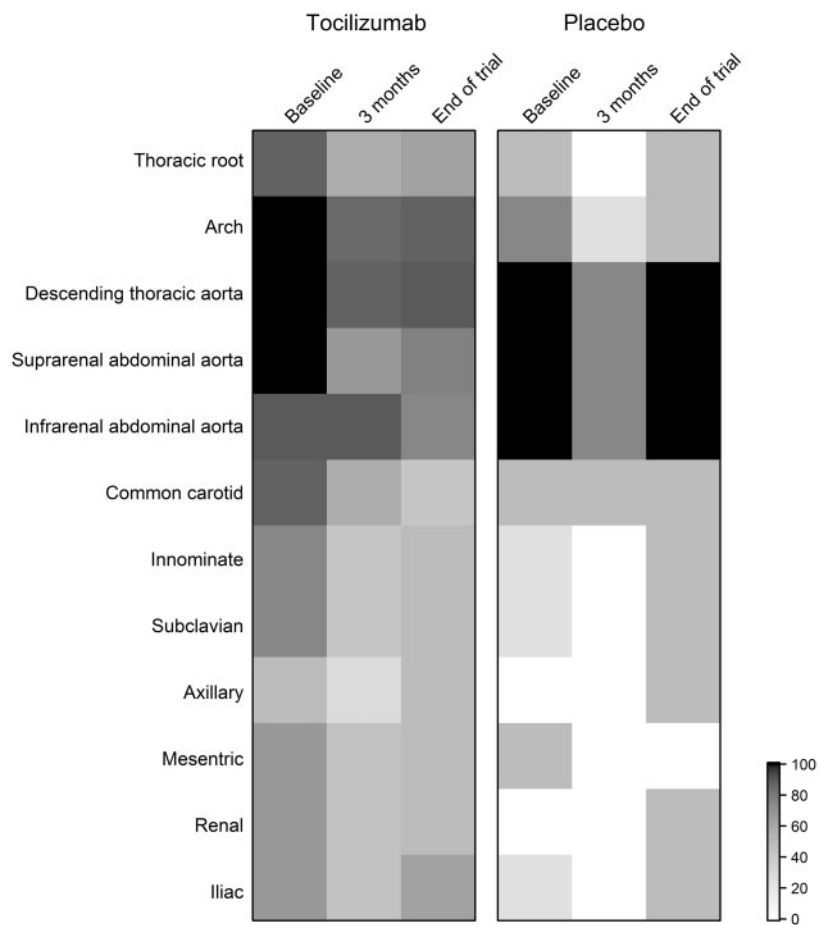 Tocilizumab Placebo
Baseline 3 months End of trial Baseline 3 months End of trial
Thoracic root
Arch
Descending thoracic aorta
Suprarenal abdominal aorta
Infrarenal abdominal aorta
Common carotid
Innominate
Subclavian
Axillary
Mesentric
Renal
Iliac
100
80
60
40
20
0